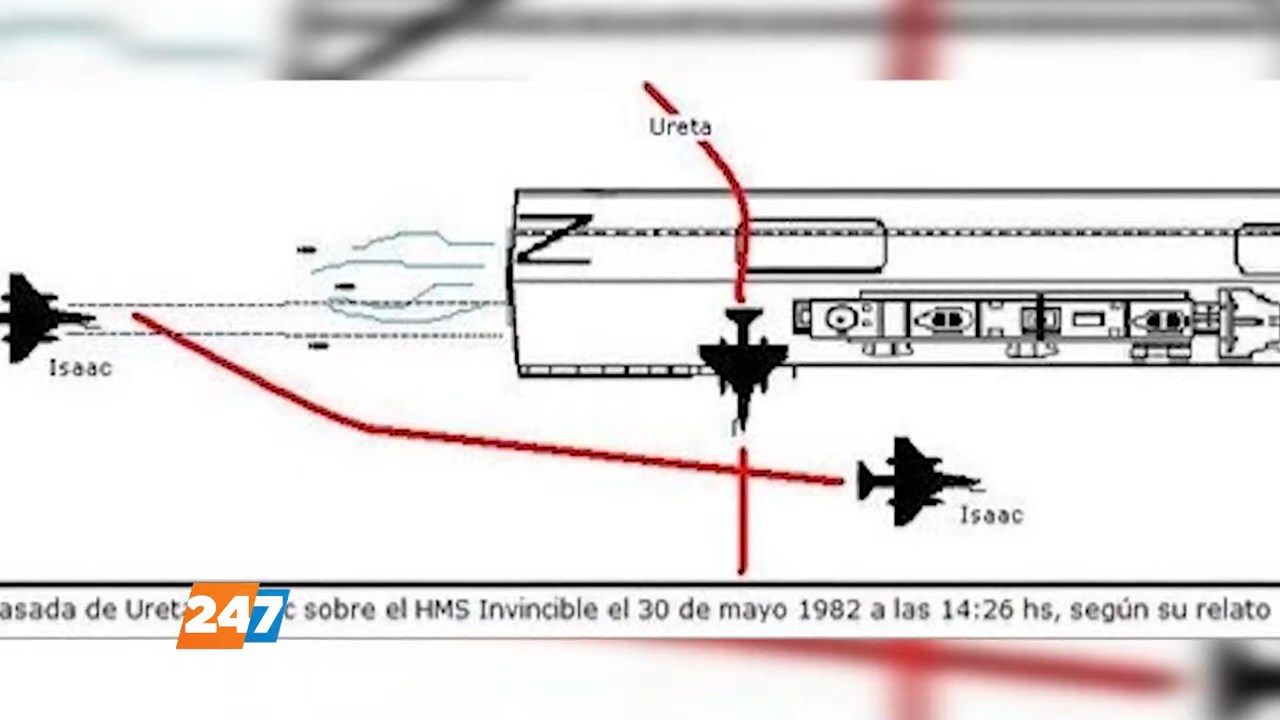 Ureta
Isaac
Isaac
asada de Ureta c sobre el HMS Invincible el 30 de mayo 1982 a las 14:26 hs, según su relato
247